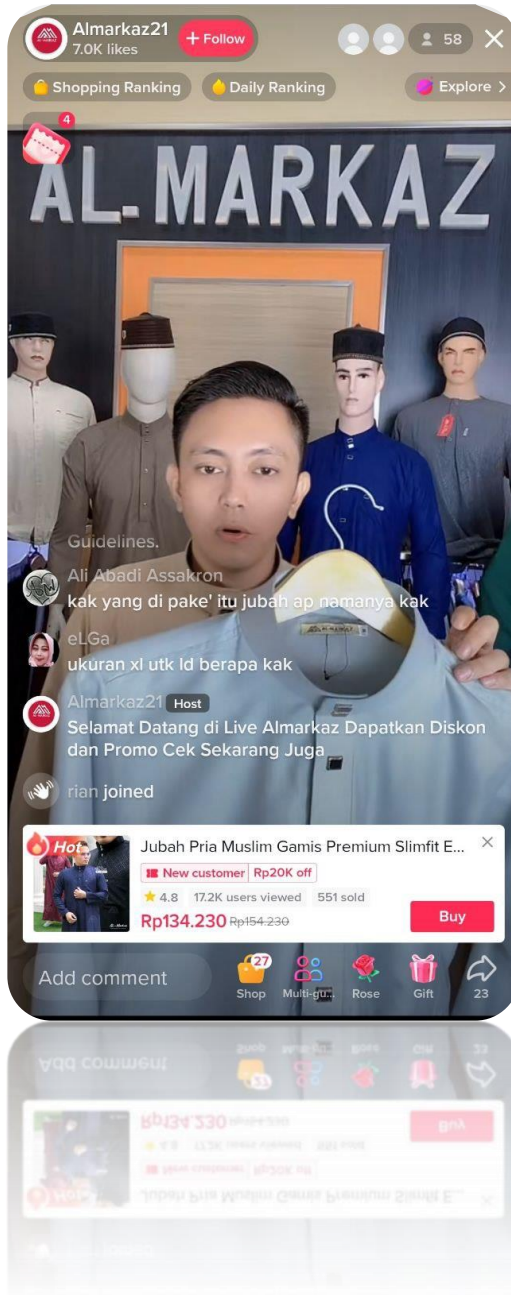 Almarkaz21
7.0K likes
+ Follow
58
Shopping Ranking
Daily Ranking
Explore >
4
AL-MARKAZ
Guidelines.
Ali Abadi Assakron
kak yang di pake' itu jubah ap namanya kak
eLGa
ukuran xl utk ld berapa kak
Almarkaz21 Host
Selamat Datang di Live Almarkaz Dapatkan Diskon
dan Promo Cek Sekarang Juga
rian joined
Hot
Jubah Pria Muslim Gamis Premium Slimfit E...
New customer Rp20K off
4.8 17.2K users viewed 551 sold
Rp134.230 Rp154.230
Buy
Add comment
27
Shop
Multi-gu...
Rose
Gift
23